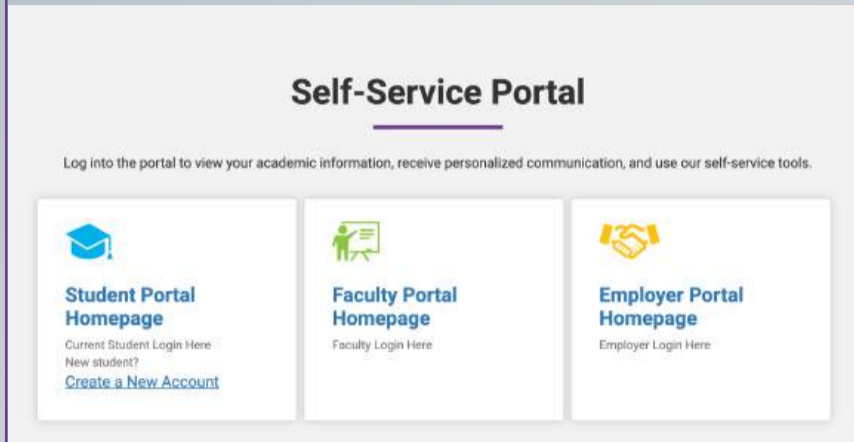 Self-Service Portal
Log into the portal to view your academic information, receive personalized communication, and use our self-service tools.
Student Portal
Homepage
Current Student Login Here
New student?
Create a New Account
Faculty Portal
Homepage
Faculty Login Here
Employer Portal
Homepage
Employer Login Here